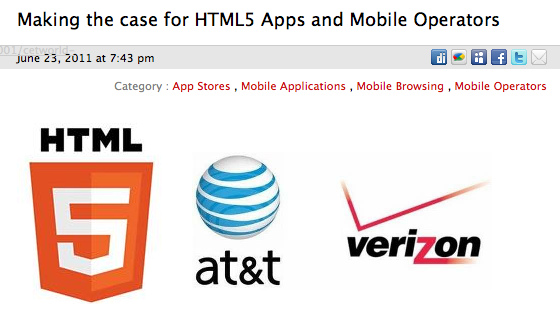 Making the case for HTML5 Apps and Mobile Operators
June 23, 2011 at 7:43 pm
Category : App Stores , Mobile Applications , Mobile Browsing , Mobile Operators
HTML
5
at&t
verizon